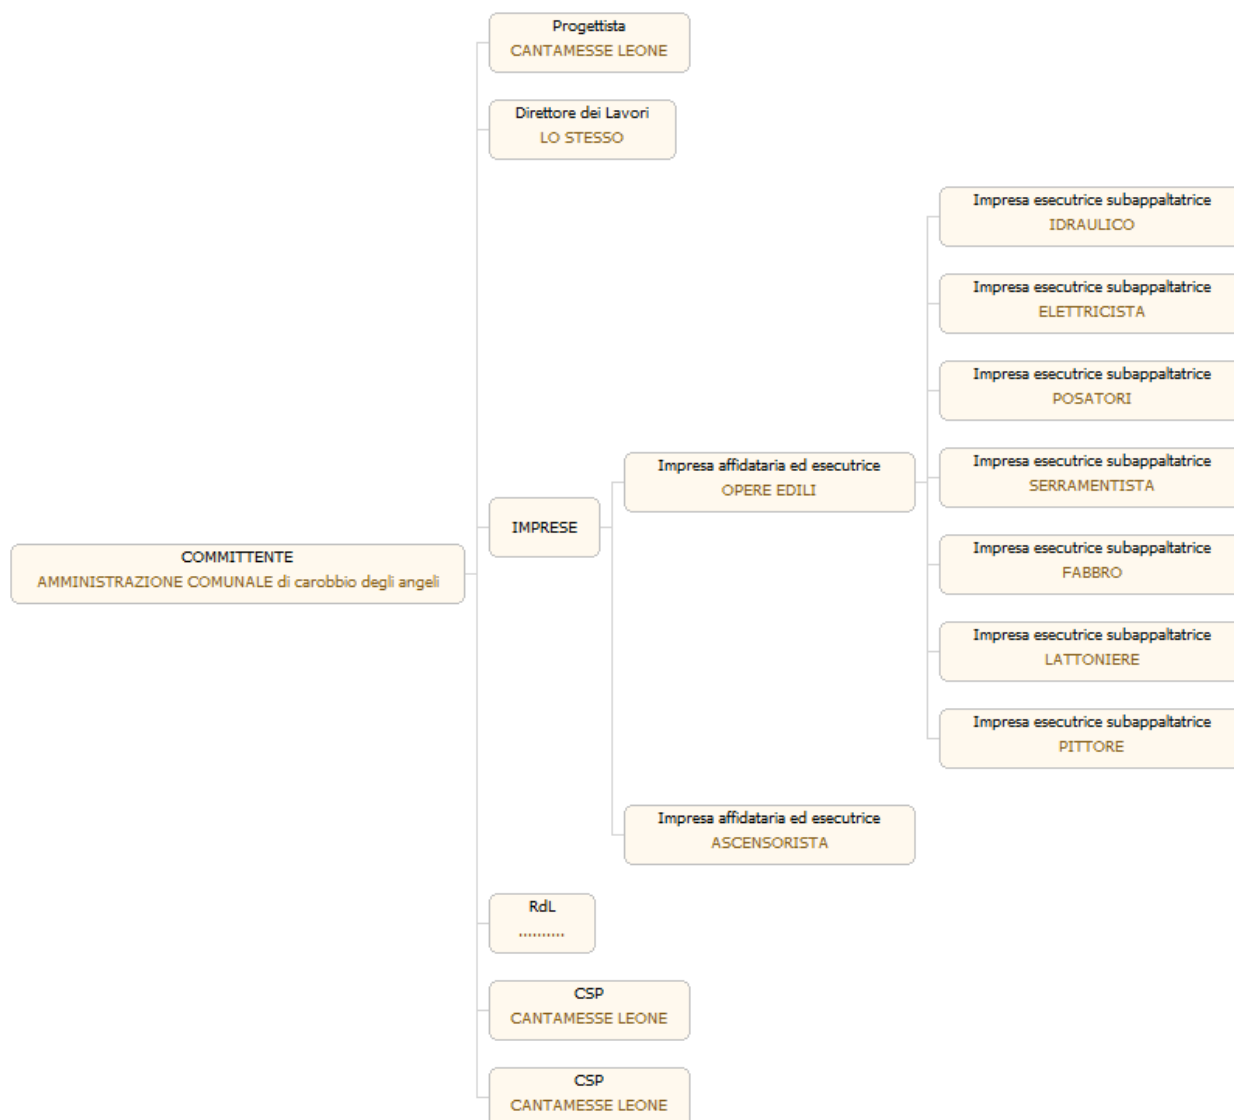 Progettista
CANTAMESSE LEONE
Direttore dei Lavori
LO STESSO
Impresa esecutrice subappaltatrice
IDRAULICO
Impresa esecutrice subappaltatrice
ELETTRICISTA
Impresa esecutrice subappaltatrice
POSATORI
Impresa esecutrice subappaltatrice
SERRAMENTISTA
Impresa esecutrice subappaltatrice
FABBRO
Impresa esecutrice subappaltatrice
LATTONIERE
Impresa esecutrice subappaltatrice
PITTORE
Impresa affidataria ed esecutrice
OPERE EDILI
IMPRESE
COMMITTENTE
AMMINISTRAZIONE COMUNALE di carobbio degli angeli
Impresa affidataria ed esecutrice
ASCENSORISTA
RdL
..........
CSP
CANTAMESSE LEONE
CSP
CANTAMESSE LEONE